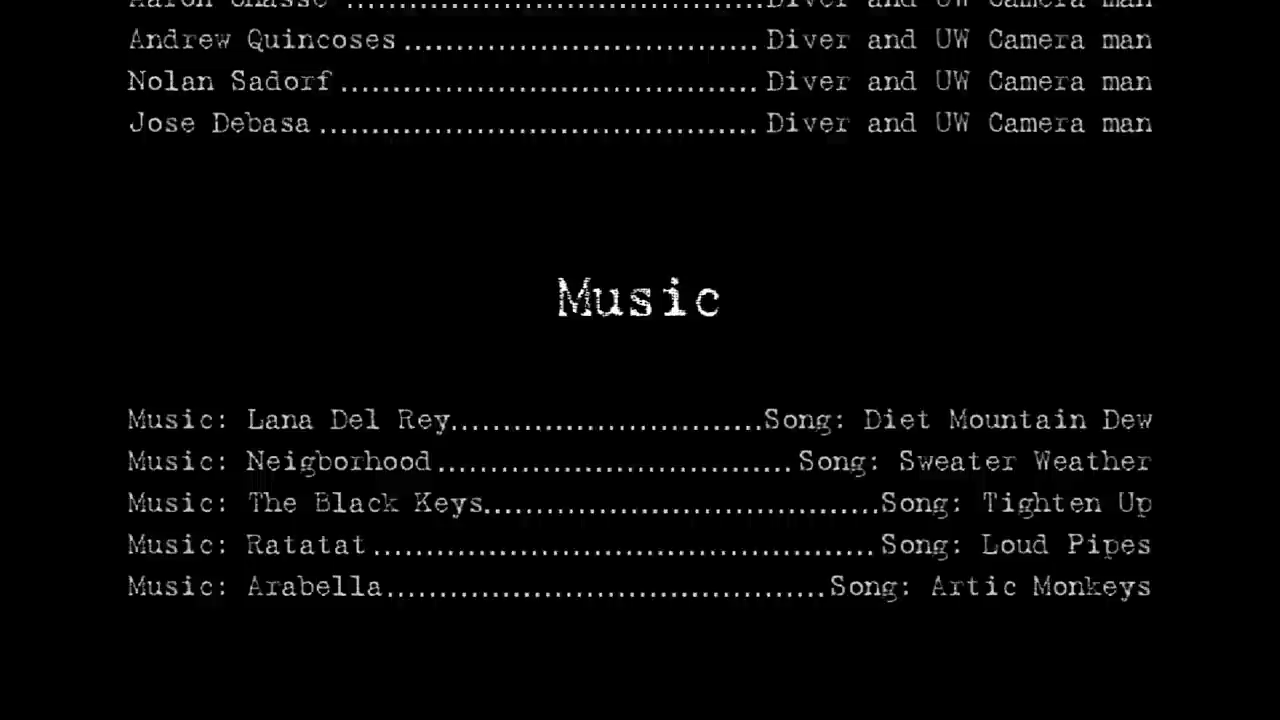 Andrew Quincoses........................Diver and UW Camera man
Nolan Sadorf............................Diver and UW Camera man
Jose Debasa.............................Diver and UW Camera man
Music
Music: Lana Del Rey..............................Song: Diet Mountain Dew
Music: Neigborhood..................................Song: Sweater Weather
Music: The Black Keys......................................Song: Tighten Up
Music: Ratatat................................................Song: Loud Pipes
Music: Arabella..........................................Song: Artic Monkeys